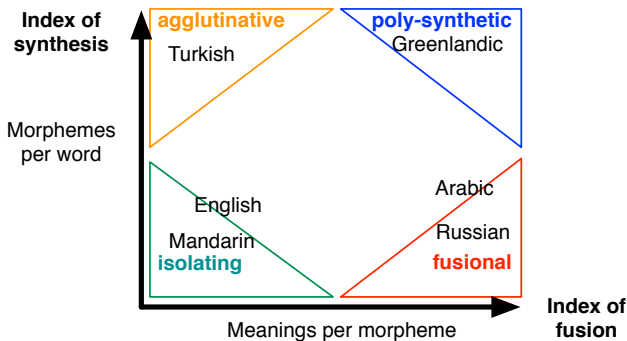 Index of
synthesis
agglutinative
poly-synthetic
Turkish
Greenlandic
Morphemes
per word
English
Arabic
Mandarin
Russian
isolating
fusional
Meanings per morpheme
Index of
fusion